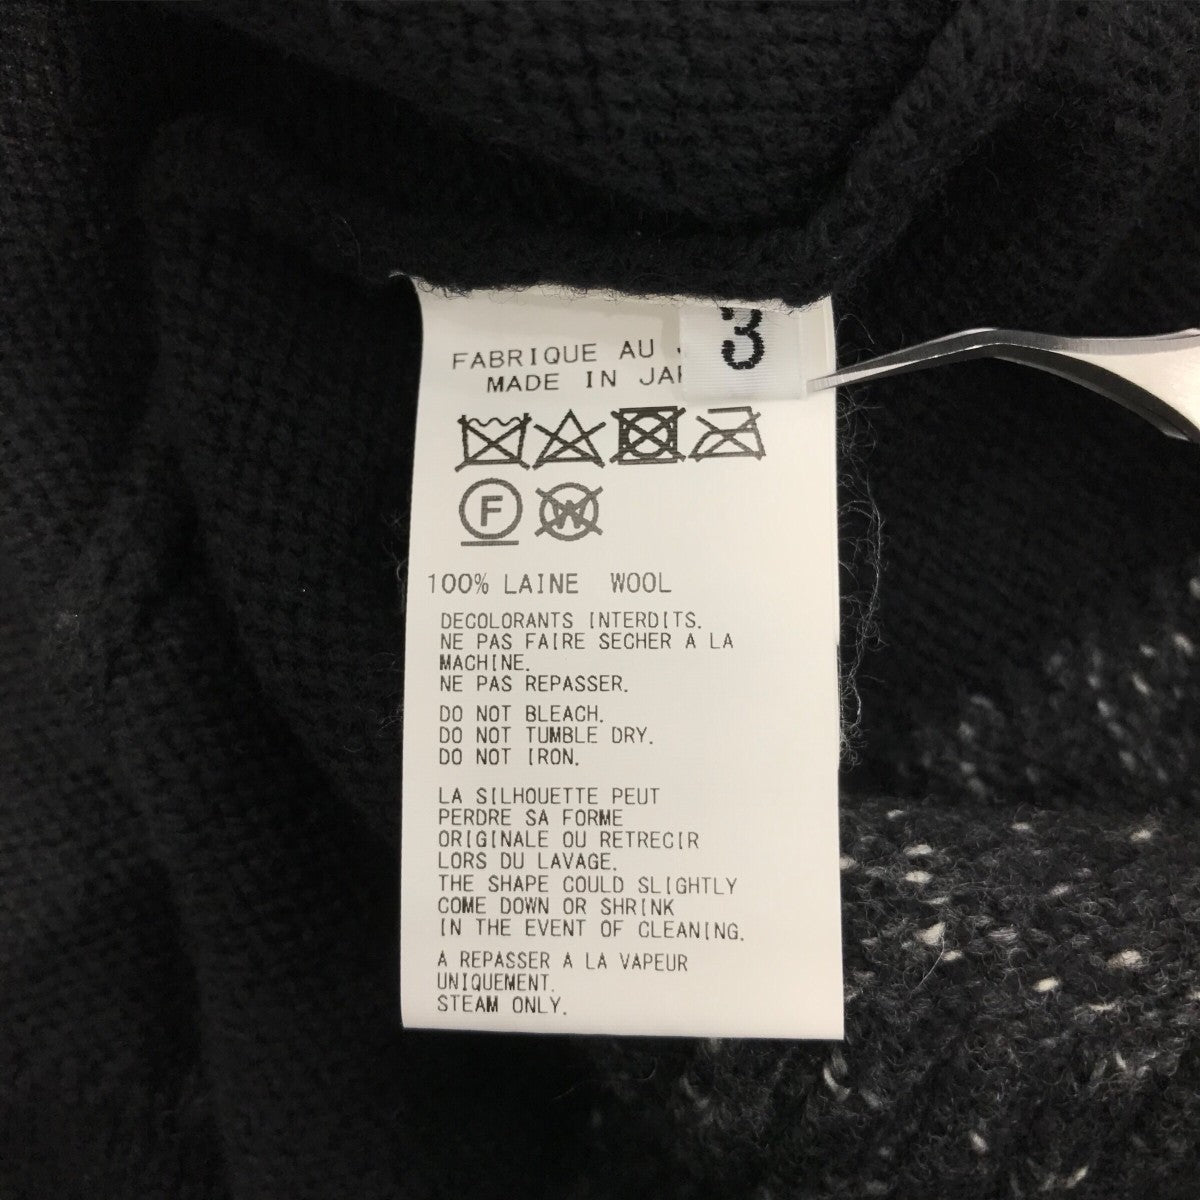 3
FABRIQUE AU
MADE IN
F
W
100% LAINE WOOL
DECOLORANTS INTERDITS.
NE PAS FAIRE SECHER A LA
MACHINE.
NE PAS REPASSER.
DO NOT BLEACH.
DO NOT TUMBLE DRY.
DO NOT IRON.
LA SILHOUETTE PEUT
PERDRE SA FORME
ORIGINALE OU RETRECIR
LORS DU LAVAGE.
THE SHAPE COULD SLIGHTLY
COME DOWN OR SHRINK
IN THE EVENT OF CLEANING.
A REPASSER A LA VAPEUR
UNIQUEMENT.
STEAM ONLY.